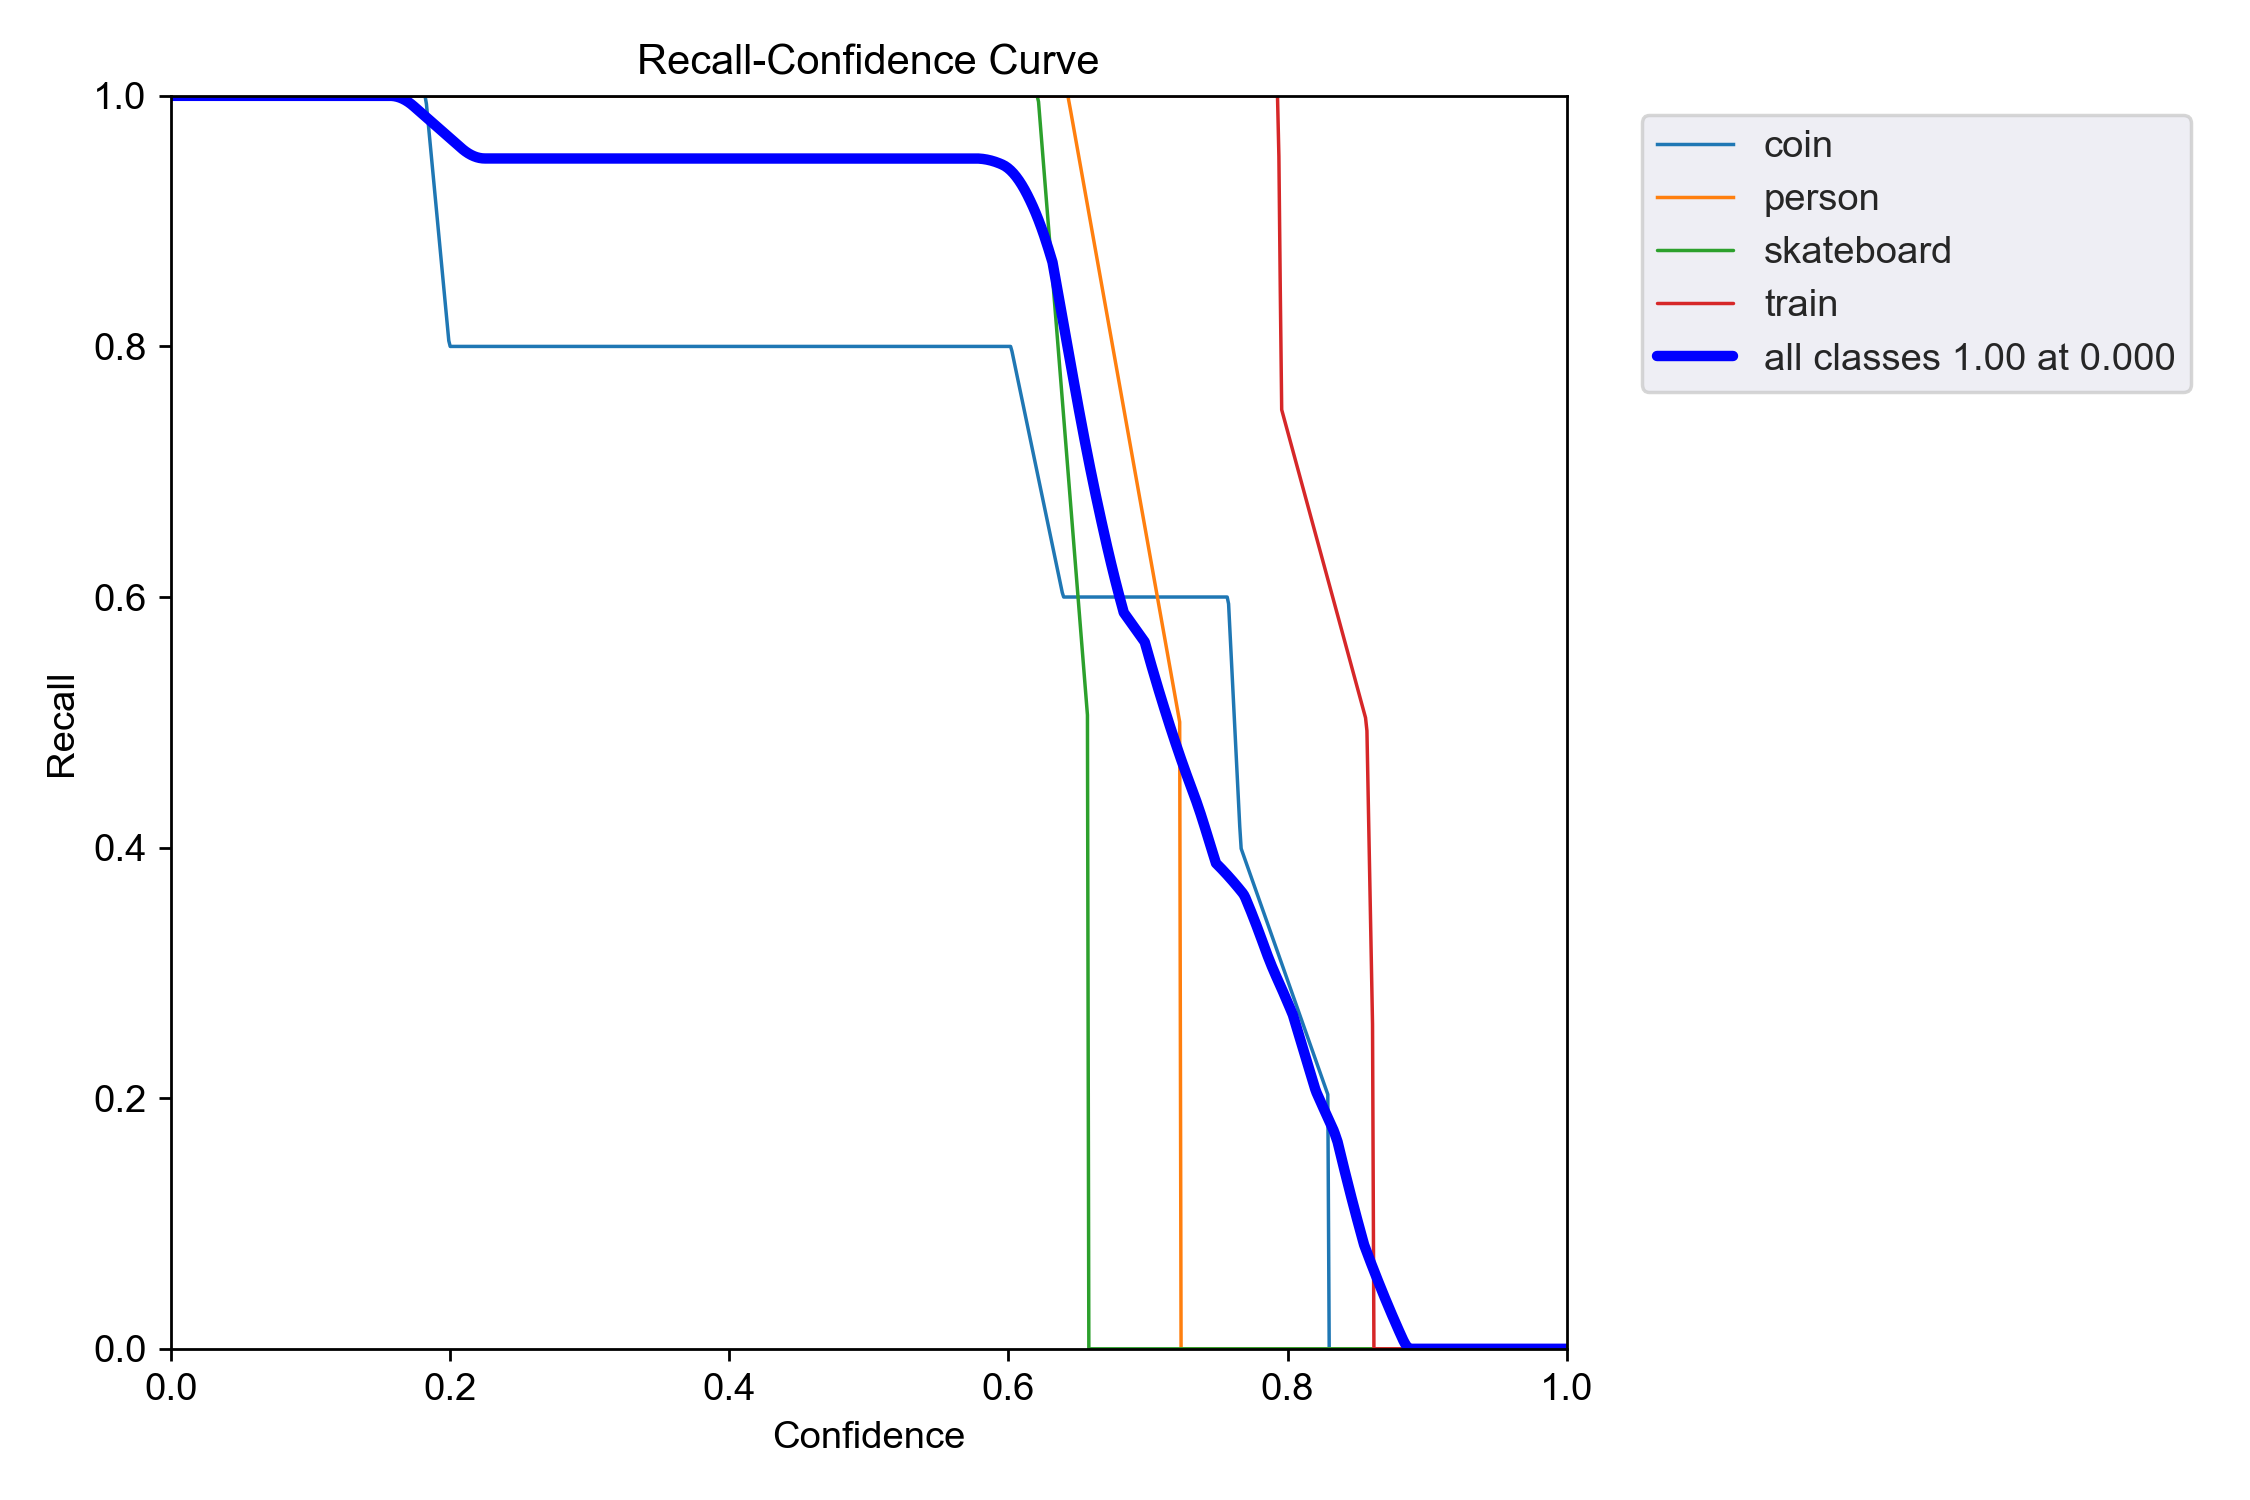 Recall-Confidence Curve
1.0
0.8
0.6
0.4
0.2
0.0
Recall
0.0 0.2 0.4 0.6 0.8 1.0
Confidence
coin
person
skateboard
train
all classes 1.00 at 0.000